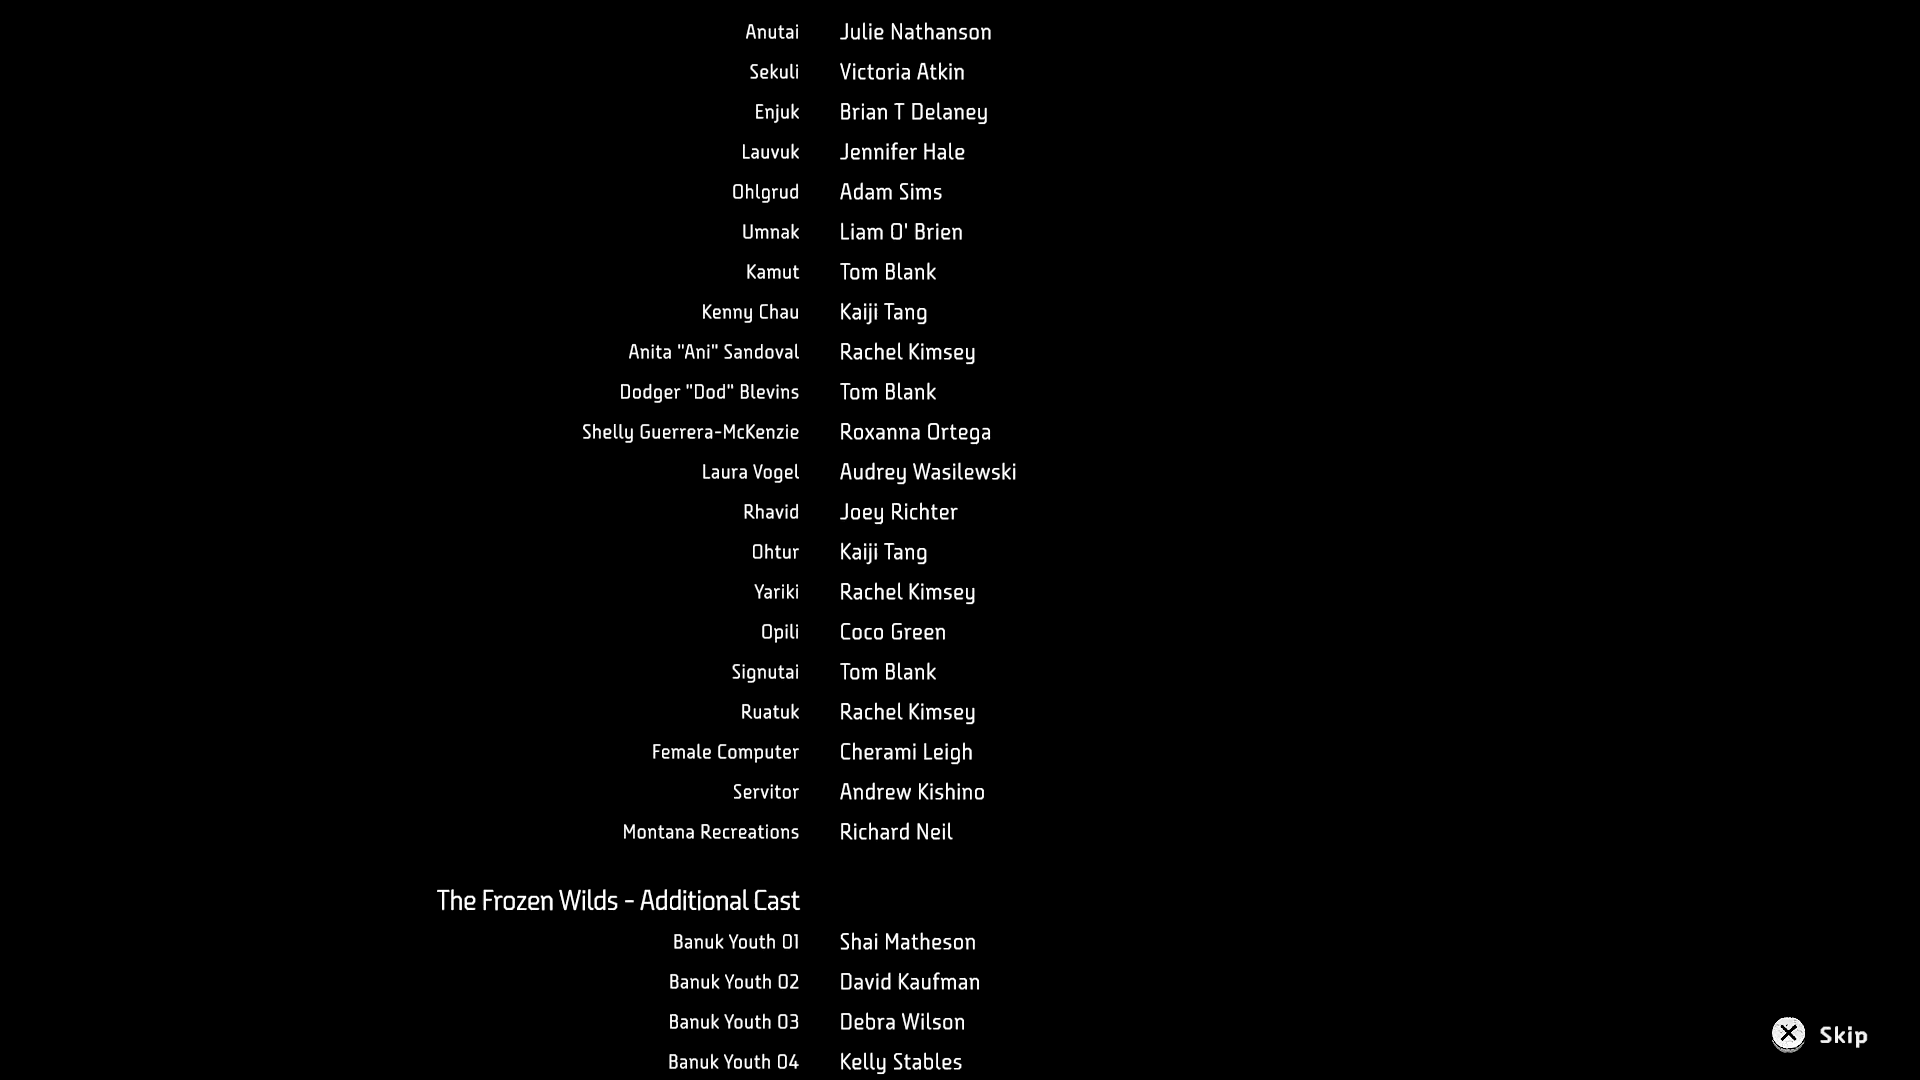 Anutai Julie Nathanson
Sekuli Victoria Atkin
Enjuk Brian T Delaney
Lauvuk Jennifer Hale
Ohlgrud Adam Sims
Umnak Liam O' Brien
Kamut Tom Blank
Kenny Chau Kaiji Tang
Anita "Ani" Sandoval Rachel Kimsey
Dodger "Dod" Blevins Tom Blank
Shelly Guerrera-McKenzie Roxanna Ortega
Laura Vogel Audrey Wasilewski
Rhavid Joey Richter
Ohtur Kaiji Tang
Yariki Rachel Kimsey
Opili Coco Green
Signutai Tom Blank
Ruatuk Rachel Kimsey
Female Computer Cherami Leigh
Servitor Andrew Kishino
Montana Recreations Richard Neil
The Frozen Wilds - Additional Cast
Banuk Youth 01 Shai Matheson
Banuk Youth 02 David Kaufman
Banuk Youth 03 Debra Wilson
Banuk Youth 04 Kelly Stables
Skip